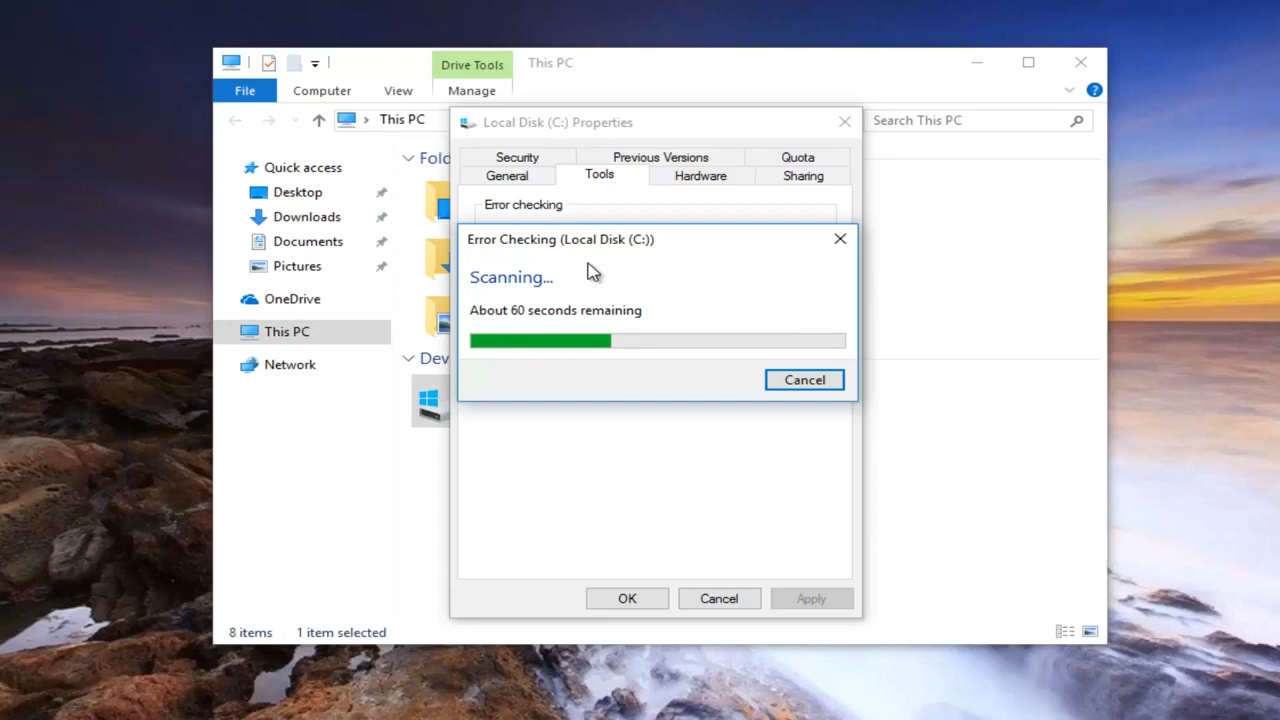 Drive Tools
This PC
File
Computer
View
Manage
This PC
Search This PC
Quick access
Desktop
Downloads
Documents
Pictures
OneDrive
This PC
Network
Fol
Dev
Local Disk (C:) Properties
Security
Previous Versions
Quota
General
Tools
Hardware
Sharing
Error checking
Error Checking (Local Disk (C:))
Scanning...
About 60 seconds remaining
Cancel
OK
Cancel
Apply
8 items
1 item selected